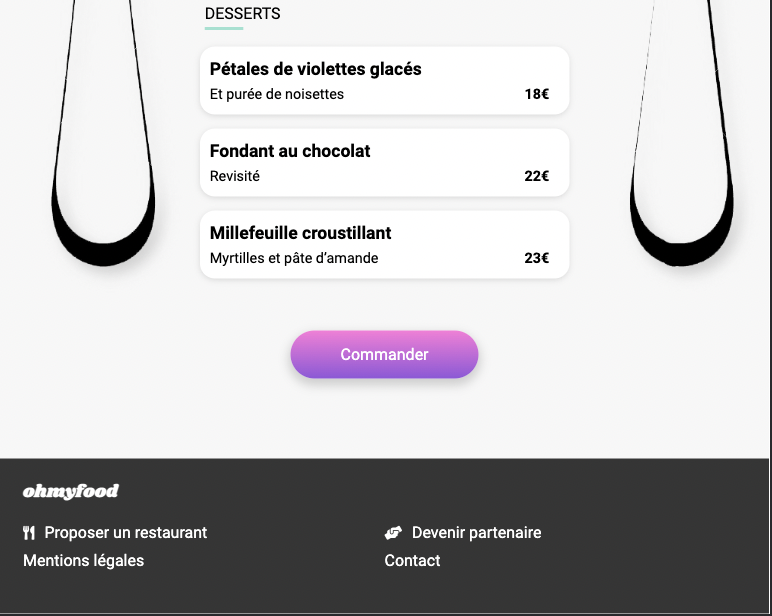 DESSERTS
Pétales de violettes glacés
Et purée de noisettes 18€
Fondant au chocolat
Revisité 22€
Millefeuille croustillant
Myrtilles et pâte d’amande 23€
Commander
ohmyfood
Proposer un restaurant
Devenir partenaire
Mentions légales
Contact